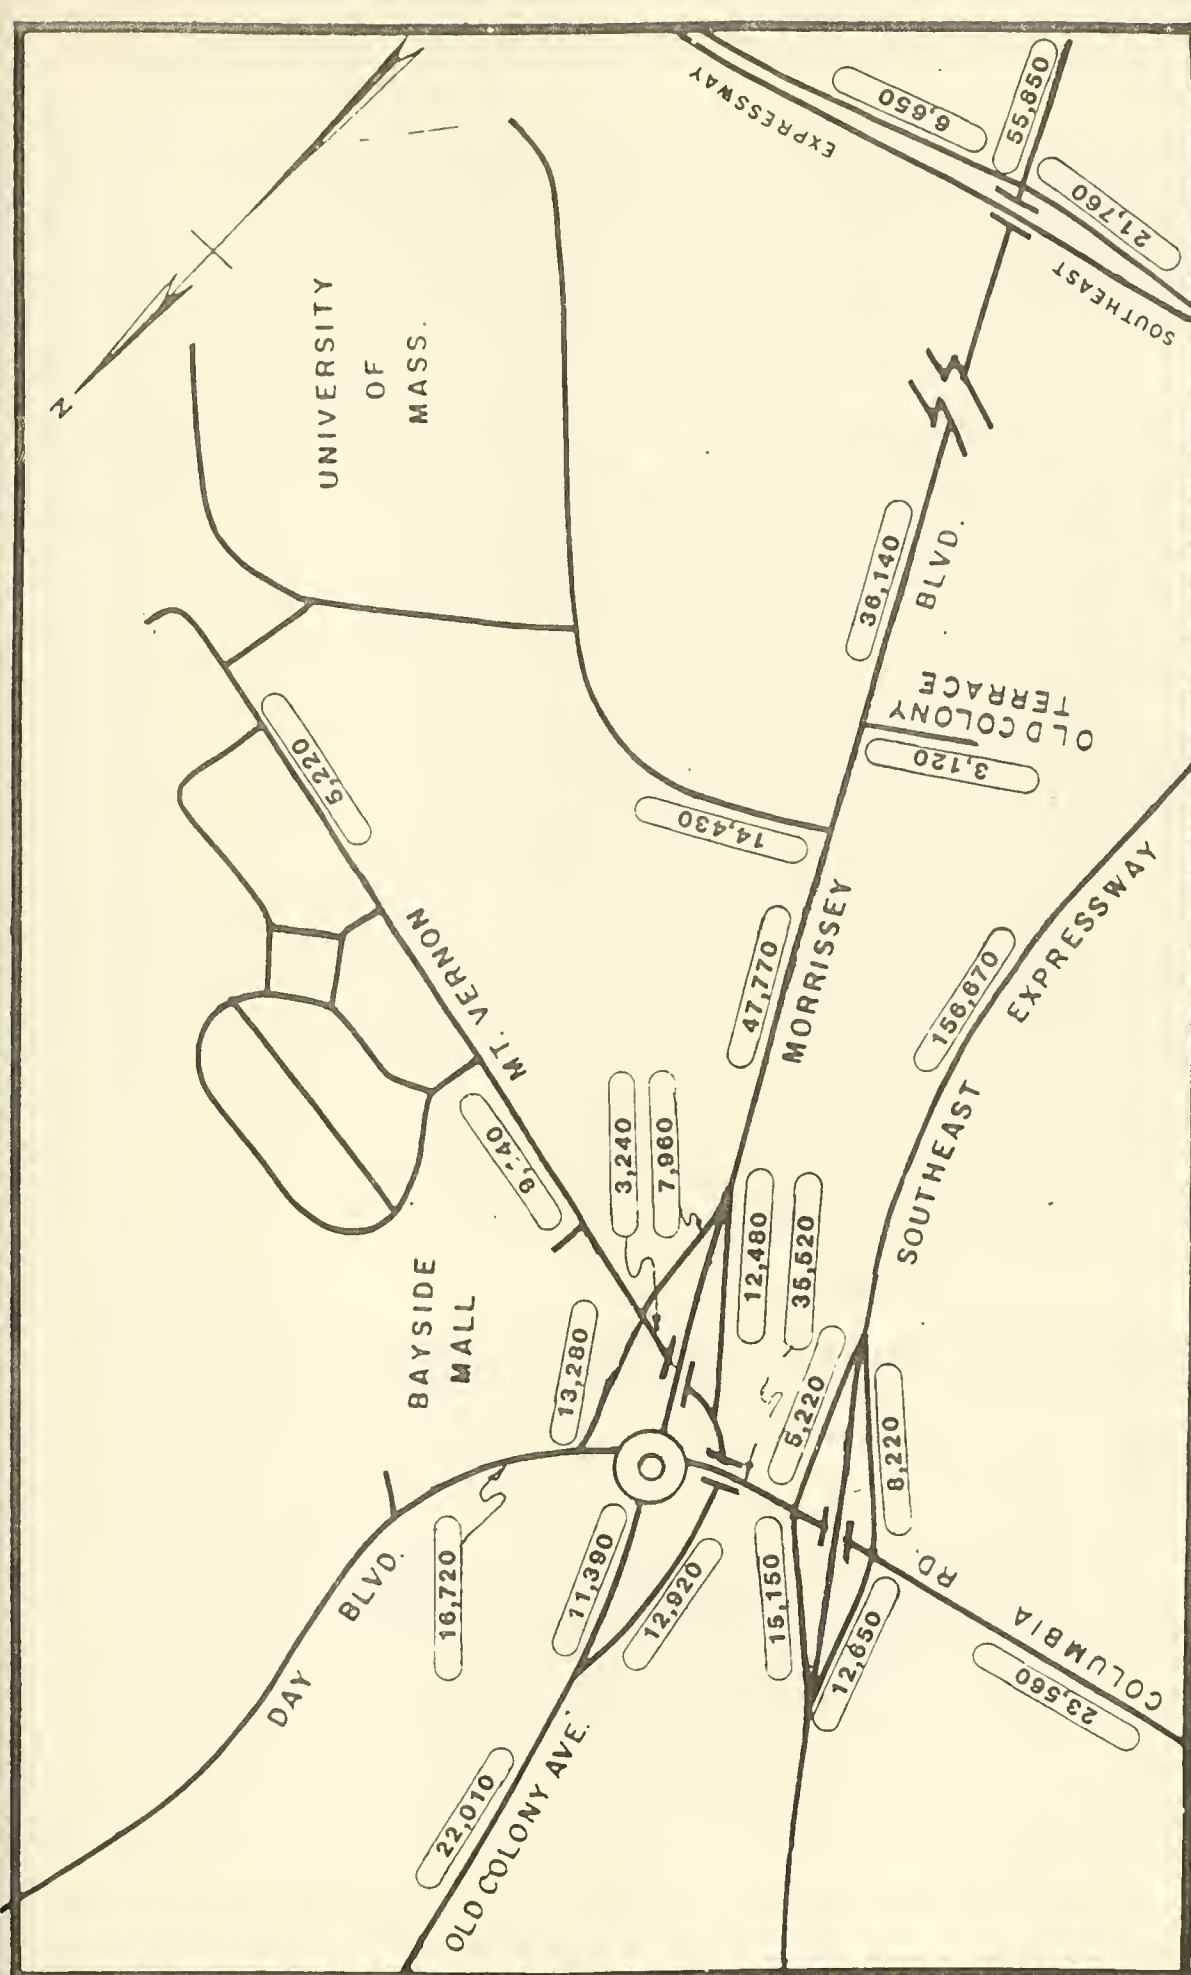 N
UNIVERSITY
OF
MASS.
EXPRESSWAY
6,650
55,850
21,760
SOUTHEAST
36,140
BLVD.
OLD COLONY
TERRACE
3,120
14,430
5,220
MT. VERNON
47,770
MORRISSEY
156,670
EXPRESSWAY
SOUTHEAST
3,240
7,960
12,480
35,520
5,220
8,220
BAYSIDE
MALL
13,280
DAY
BLVD.
16,720
11,390
12,920
15,150
12,650
RD.
COLUMBIA
23,560
22,010
OLD COLONY AVE.